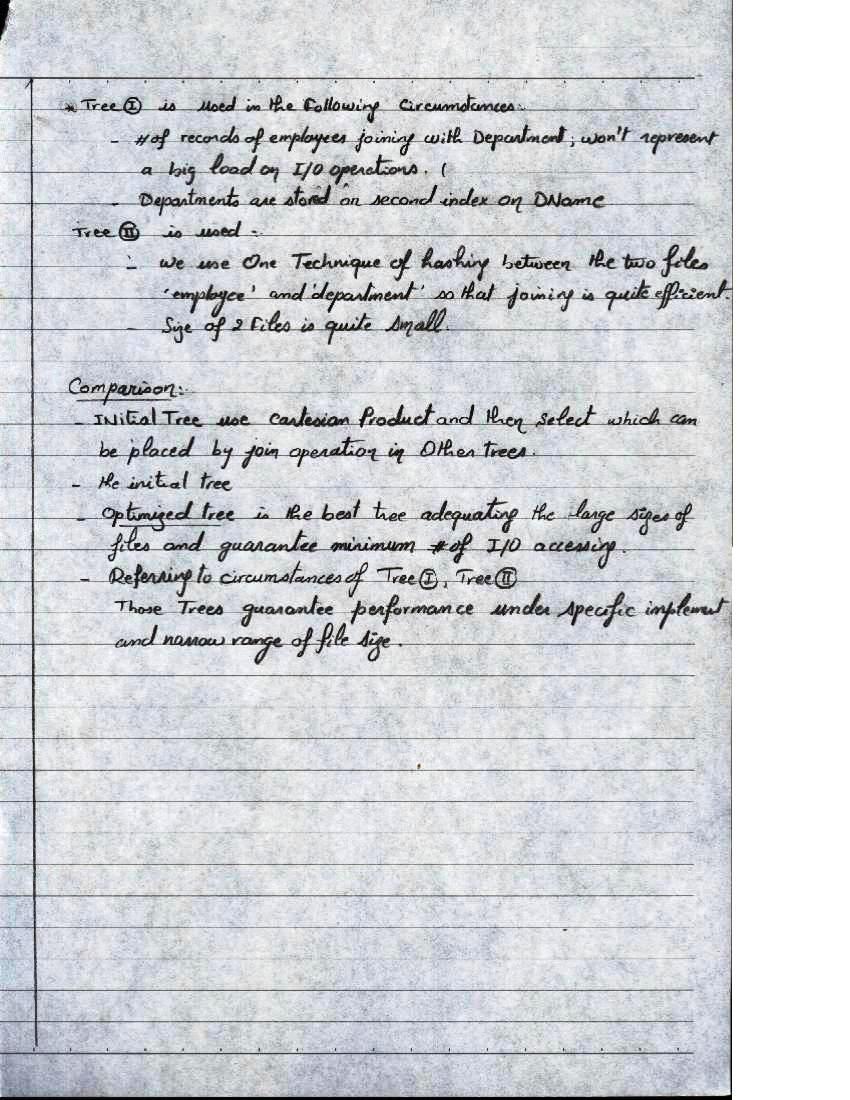 * Tree Ⓘ is used in the Following Circumstances:.
- # of records of employees joining with Department, won't represent
a big load on I/O operations. (
- Departments are stored on second index on DName
Tree Ⅱ is used :.
- we use One Technique of hashing between the two files
'employee' and 'department' so that joining is quite efficient.
- Size of 2 Files is quite small.
Comparison:.
- INitial Tree use Cartesian Product and then select which can
be placed by join operation in Other trees.
- the initial tree
- Optimized tree is the best tree adequating the large sizes of
files and guarantee minimum # of I/O accessing.
- Referring to circumstances of Tree Ⓘ, Tree Ⅱ
Those Trees guarantee performance under specific implement
and narrow range of file size.